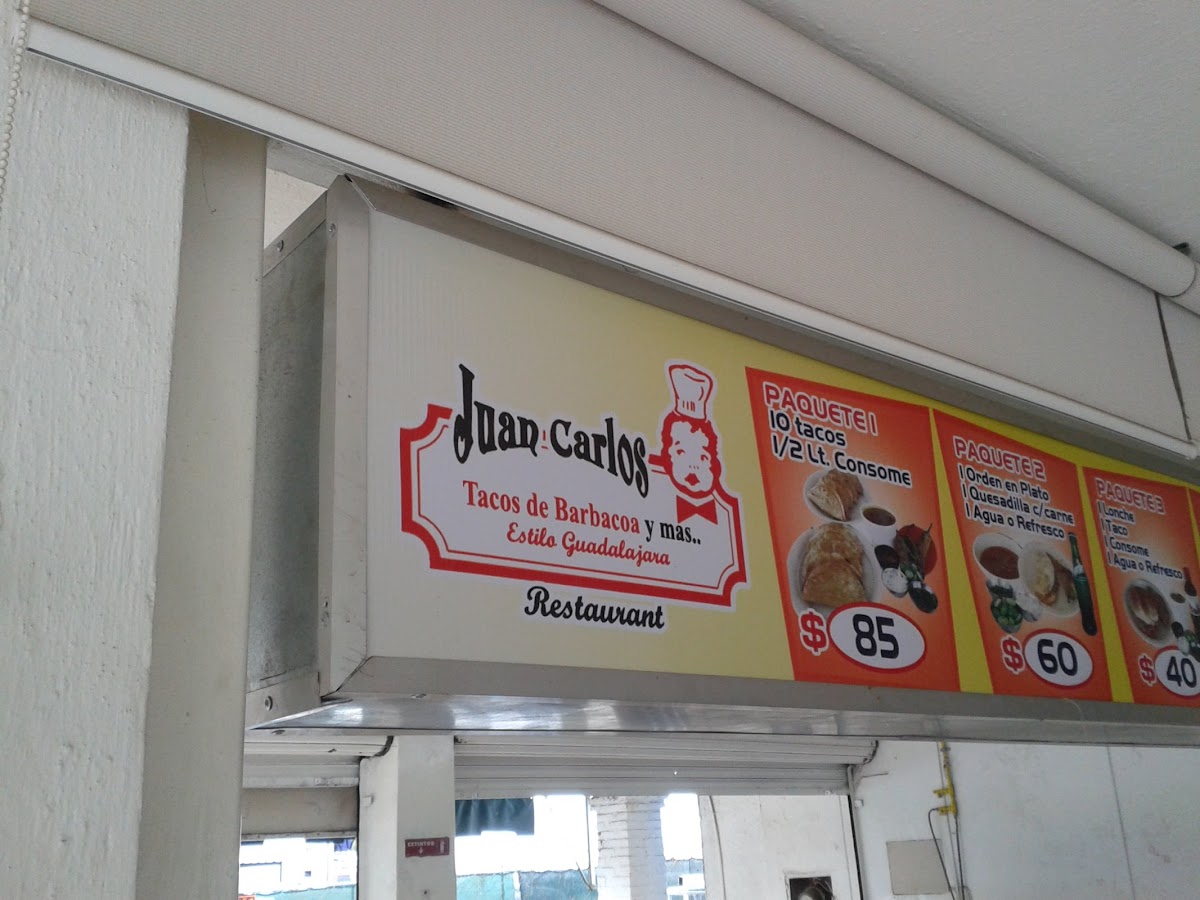 Juan Carlos
Tacos de Barbacoa y mas..
Estilo Guadalajara
Restaurant
PAQUETE 1
10 tacos
1/2 Lt. Consome
$ 85
PAQUETE 2
1 Orden en Plato
1 Quesadilla c/carne
1 Agua o Refresco
$ 60
PAQUETE 3
1 Lonche
1 Taco
1 Consome
1 Agua o Refresco
$ 40
EXTINTOR